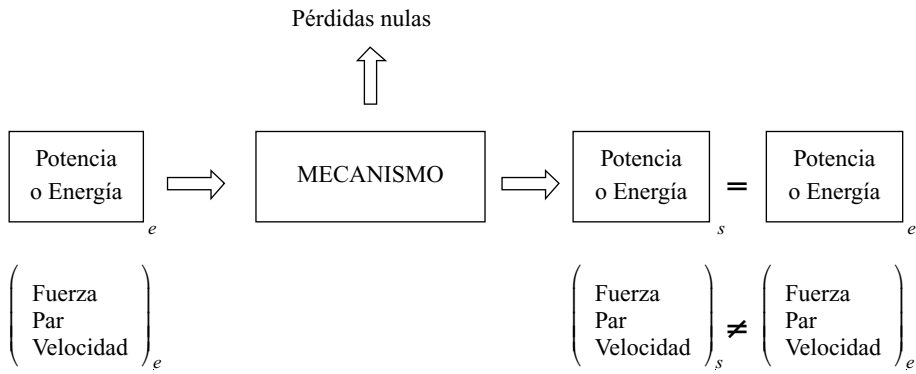 Pérdidas nulas
Potencia
o Energía
e
MECANISMO
Potencia
o Energía
s
=
Potencia
o Energía
e
Fuerza
Par
Velocidad
e
Fuerza
Par
Velocidad
s
≠
Fuerza
Par
Velocidad
e